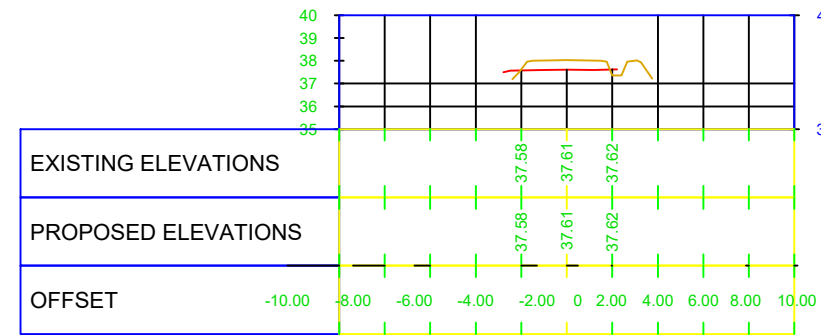 40
39
38
37
36
35
4
3
EXISTING ELEVATIONS 37.58 37.61 37.62
PROPOSED ELEVATIONS 37.58 37.61 37.62
OFFSET -10.00 -8.00 -6.00 -4.00 -2.00 0 2.00 4.00 6.00 8.00 10.00